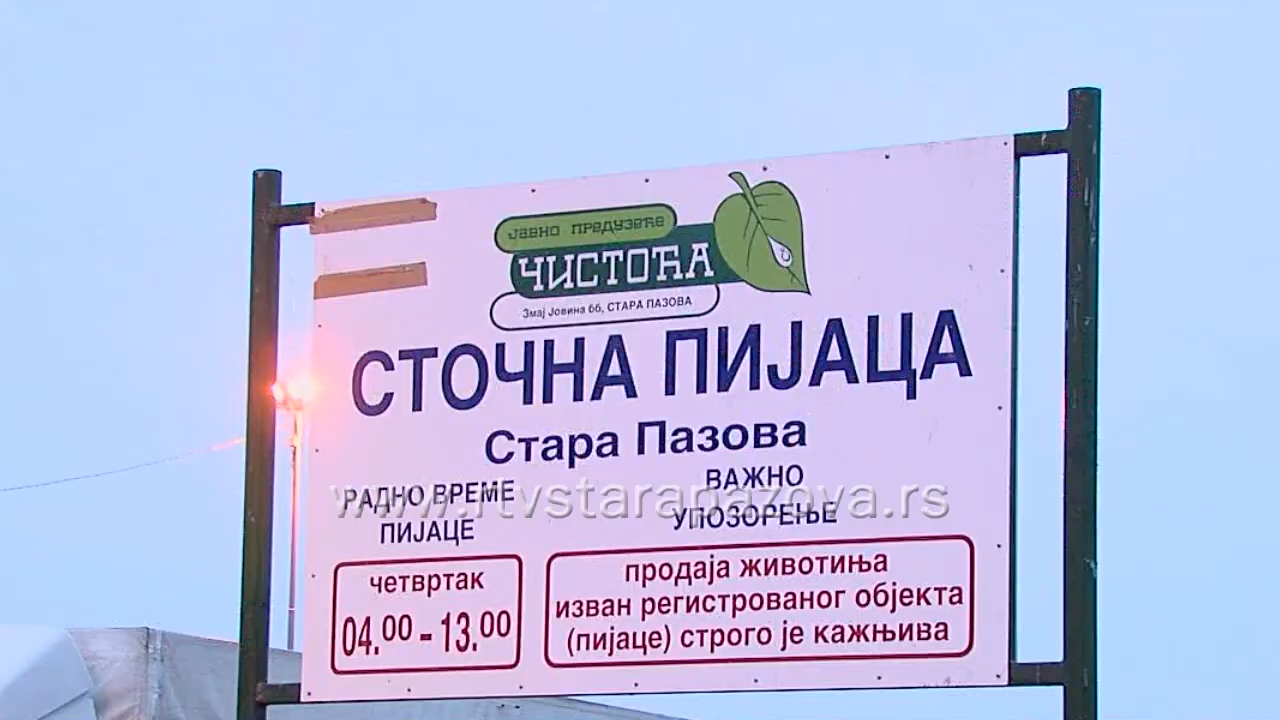 ЈАВНО ПРЕДУЗЕЋЕ
ЧИСТОЋА
Змај Јовина 66, СТАРА ПАЗОВА
СТОЧНА ПИЈАЦА
Стара Пазова
РАДНО ВРЕМЕ
ПИЈАЦЕ
четвртак
04.00 - 13.00
ВАЖНО
УПОЗОРЕЊЕ
продаја животиња
изван регистрованог објекта
(пијаце) строго је кажњива
www.rtvstarapazova.rs